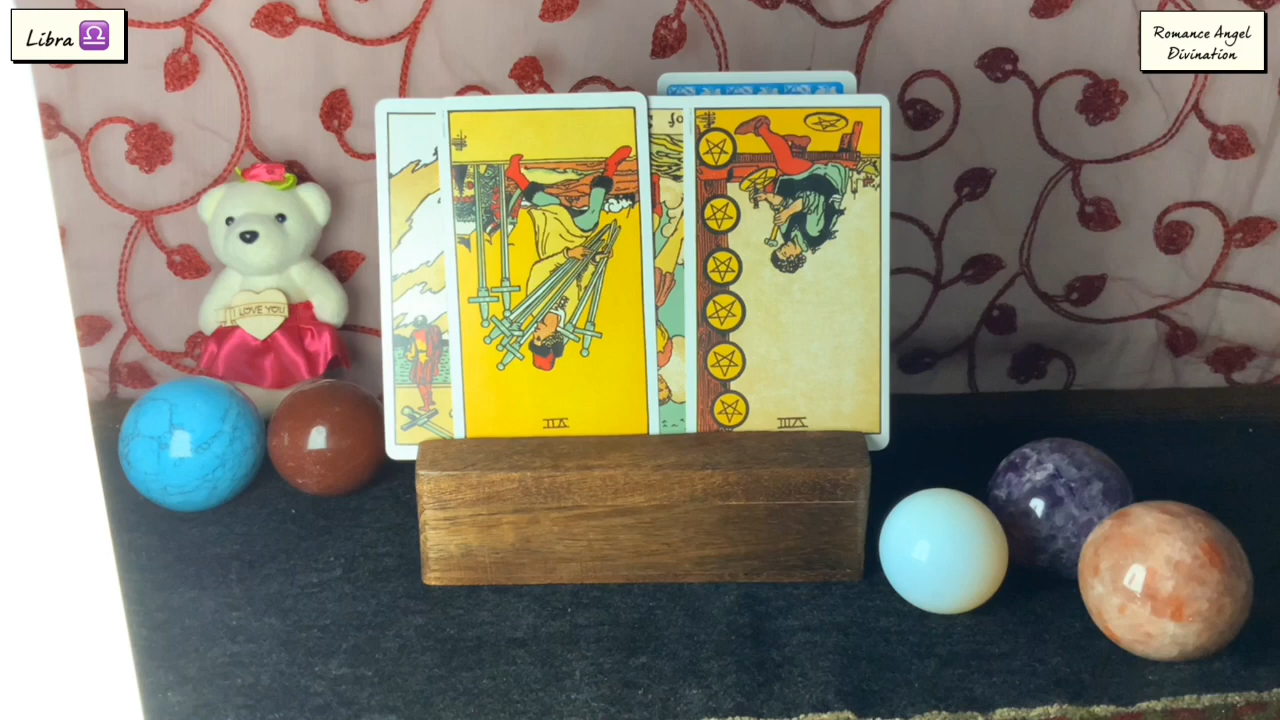 Libra ♎
Romance Angel
Divination
LOVE YOU
VII
VIII